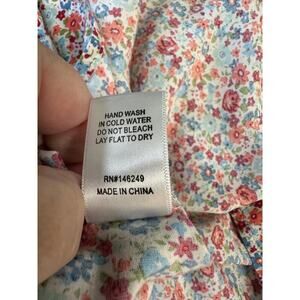 HAND WASH
IN COLD WATER
DO NOT BLEACH
LAY FLAT TO DRY
RN#146249
MADE IN CHINA